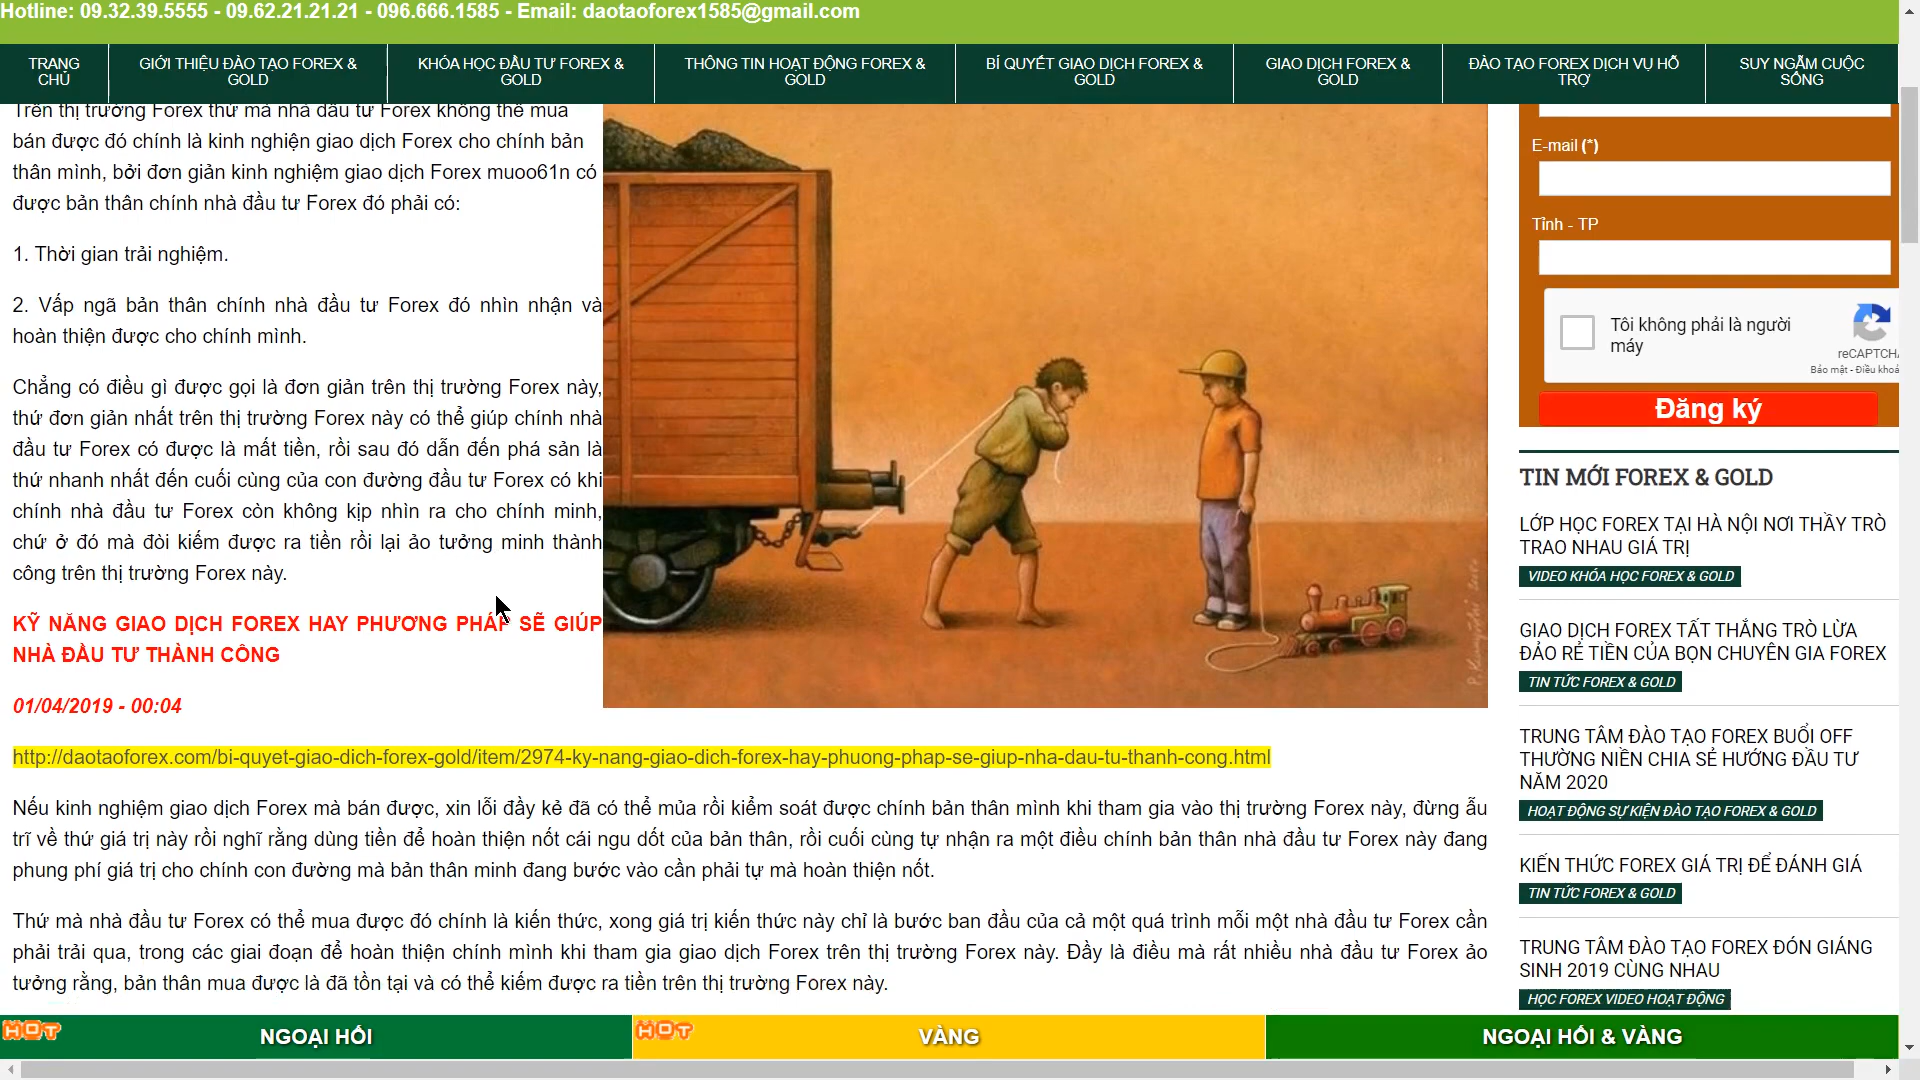 Hotline: 09.32.39.5555 - 09.62.21.21.21 - 096.666.1585 - Email: daotaoforex1585@gmail.com
TRANG CHỦ
GIỚI THIỆU ĐÀO TẠO FOREX & GOLD
KHÓA HỌC ĐẦU TƯ FOREX & GOLD
THÔNG TIN HOẠT ĐỘNG FOREX & GOLD
BÍ QUYẾT GIAO DỊCH FOREX & GOLD
GIAO DỊCH FOREX & GOLD
ĐÀO TẠO FOREX DỊCH VỤ HỖ TRỢ
SUY NGẪM CUỘC SỐNG
Trên thị trường Forex thứ mà nhà đầu tư Forex không thể mua
bán được đó chính là kinh nghiện giao dịch Forex cho chính bản
thân mình, bởi đơn giản kinh nghiệm giao dịch Forex muoo61n có
được bản thân chính nhà đầu tư Forex đó phải có:
1. Thời gian trải nghiệm.
2. Vấp ngã bản thân chính nhà đầu tư Forex đó nhìn nhận và
hoàn thiện được cho chính mình.
Chẳng có điều gì được gọi là đơn giản trên thị trường Forex này,
thứ đơn giản nhất trên thị trường Forex này có thể giúp chính nhà
đầu tư Forex có được là mất tiền, rồi sau đó dẫn đến phá sản là
thứ nhanh nhất đến cuối cùng của con đường đầu tư Forex có khi
chính nhà đầu tư Forex còn không kịp nhìn ra cho chính minh,
chứ ở đó mà đòi kiếm được ra tiền rồi lại ảo tưởng minh thành
công trên thị trường Forex này.
KỸ NĂNG GIAO DỊCH FOREX HAY PHƯƠNG PHÁP SẼ GIÚP
NHÀ ĐẦU TƯ THÀNH CÔNG
01/04/2019 - 00:04
http://daotaoforex.com/bi-quyet-giao-dich-forex-gold/item/2974-ky-nang-giao-dich-forex-hay-phuong-phap-se-giup-nha-dau-tu-thanh-cong.html
Nếu kinh nghiệm giao dịch Forex mà bán được, xin lỗi đầy kẻ đã có thể mủa rồi kiểm soát được chính bản thân mình khi tham gia vào thị trường Forex này, đừng ẫu
trĩ về thứ giá trị này rồi nghĩ rằng dùng tiền để hoàn thiện nốt cái ngu dốt của bản thân, rồi cuối cùng tự nhận ra một điều chính bản thân nhà đầu tư Forex này đang
phung phí giá trị cho chính con đường mà bản thân minh đang bước vào cần phải tự mà hoàn thiện nốt.
Thứ mà nhà đầu tư Forex có thể mua được đó chính là kiến thức, xong giá trị kiến thức này chỉ là bước ban đầu của cả một quá trình mỗi một nhà đầu tư Forex cần
phải trải qua, trong các giai đoạn để hoàn thiện chính mình khi tham gia giao dịch Forex trên thị trường Forex này. Đầy là điều mà rất nhiều nhà đầu tư Forex ảo
tưởng rằng, bản thân mua được là đã tồn tại và có thể kiếm được ra tiền trên thị trường Forex này.
E-mail (*)
Tỉnh - TP
Tôi không phải là người máy
reCAPTCHA
Bảo mật - Điều khoả
Đăng ký
TIN MỚI FOREX & GOLD
LỚP HỌC FOREX TẠI HÀ NỘI NƠI THẦY TRÒ
TRAO NHAU GIÁ TRỊ
VIDEO KHÓA HỌC FOREX & GOLD
GIAO DỊCH FOREX TẤT THẮNG TRÒ LỪA
ĐẢO RẺ TIỀN CỦA BỌN CHUYÊN GIA FOREX
TIN TỨC FOREX & GOLD
TRUNG TÂM ĐÀO TẠO FOREX BUỔI OFF
THƯỜNG NIỀN CHIA SẺ HƯỚNG ĐẦU TƯ
NĂM 2020
HOẠT ĐỘNG SỰ KIỆN ĐÀO TẠO FOREX & GOLD
KIẾN THỨC FOREX GIÁ TRỊ ĐỂ ĐÁNH GIÁ
TIN TỨC FOREX & GOLD
TRUNG TÂM ĐÀO TẠO FOREX ĐÓN GIÁNG
SINH 2019 CÙNG NHAU
HỌC FOREX VIDEO HOẠT ĐỘNG
HOT
NGOẠI HỐI
HOT
VÀNG
NGOẠI HỐI & VÀNG